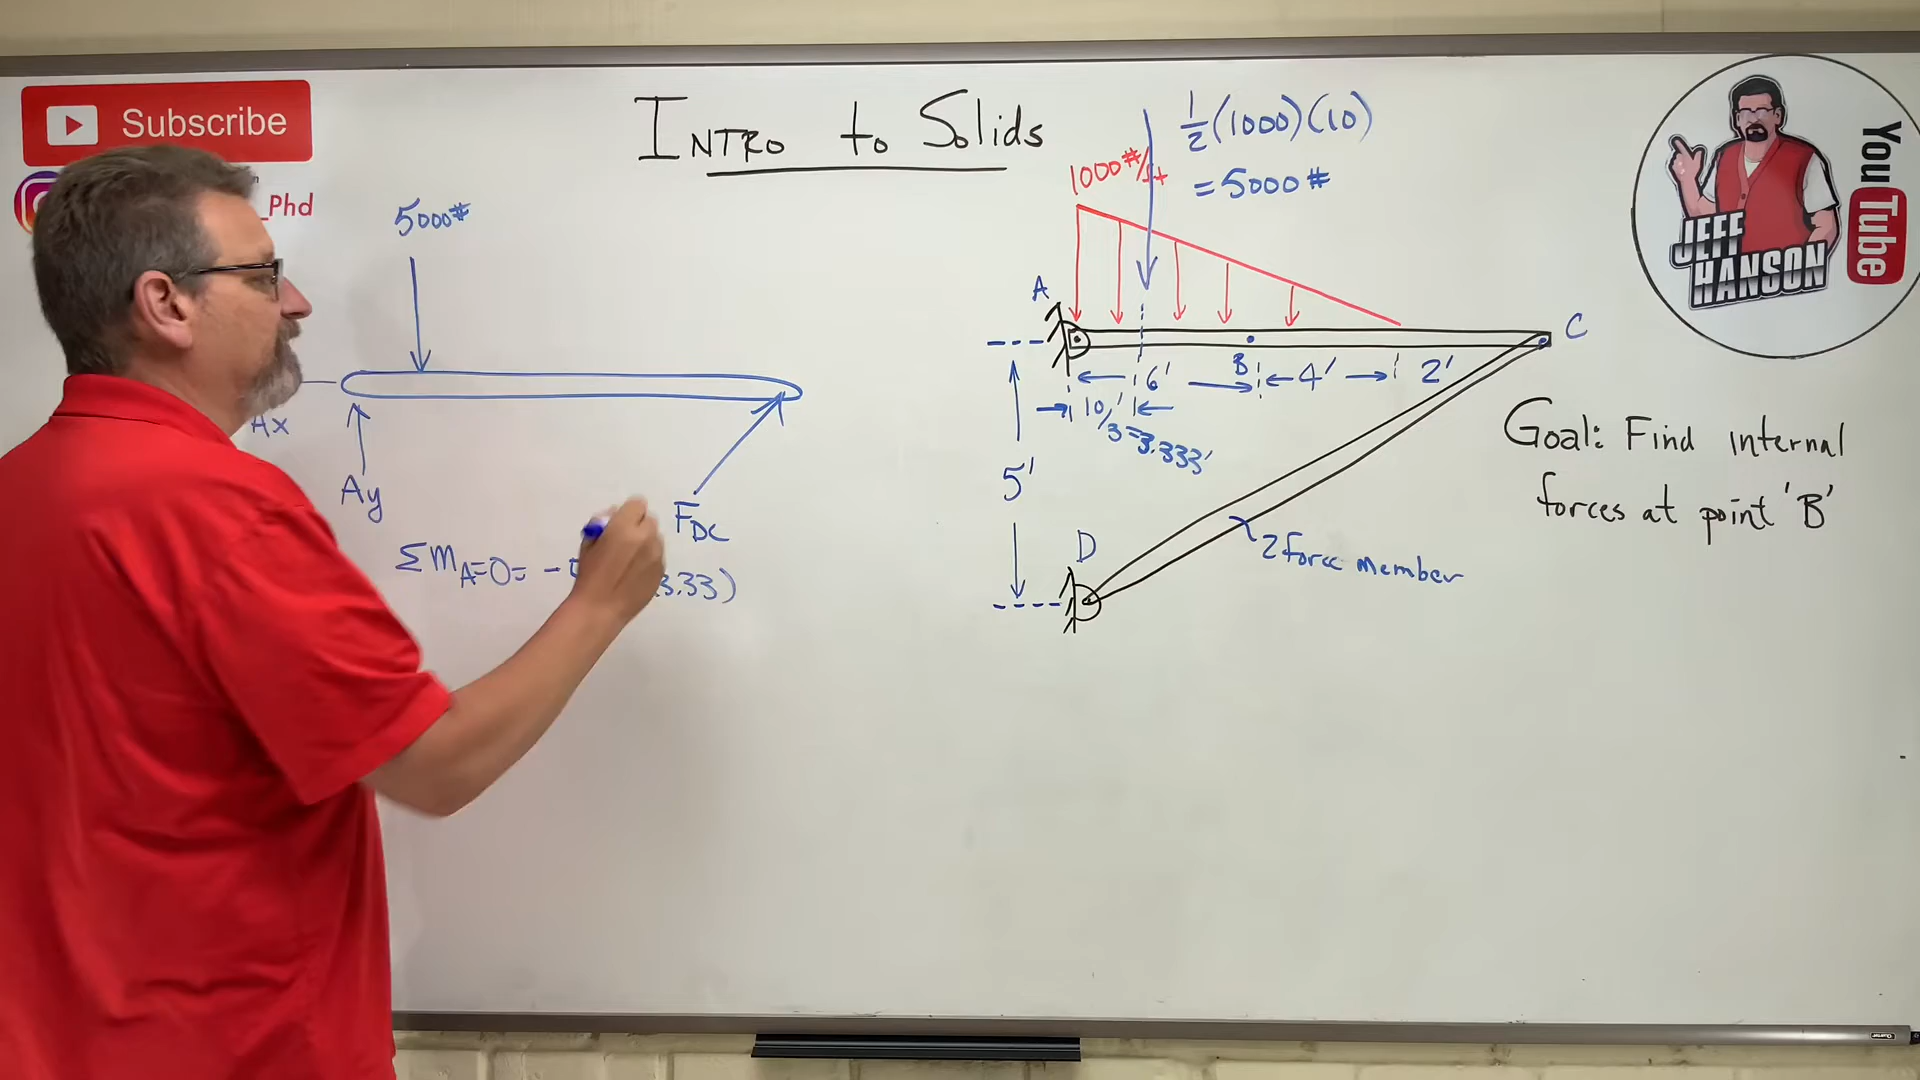 Subscribe
_Phd
INTRO to Solids
5000#
Ax
Ay
FDC
ΣMA=0= -
3.33)
1/2(1000)(10)
=5000#
1000#/ft
A
B
C
D
6'
4'
2'
10/3=3.333'
5'
2 force member
Goal: Find internal
forces at point 'B'
JEFF
HANSON
YouTube